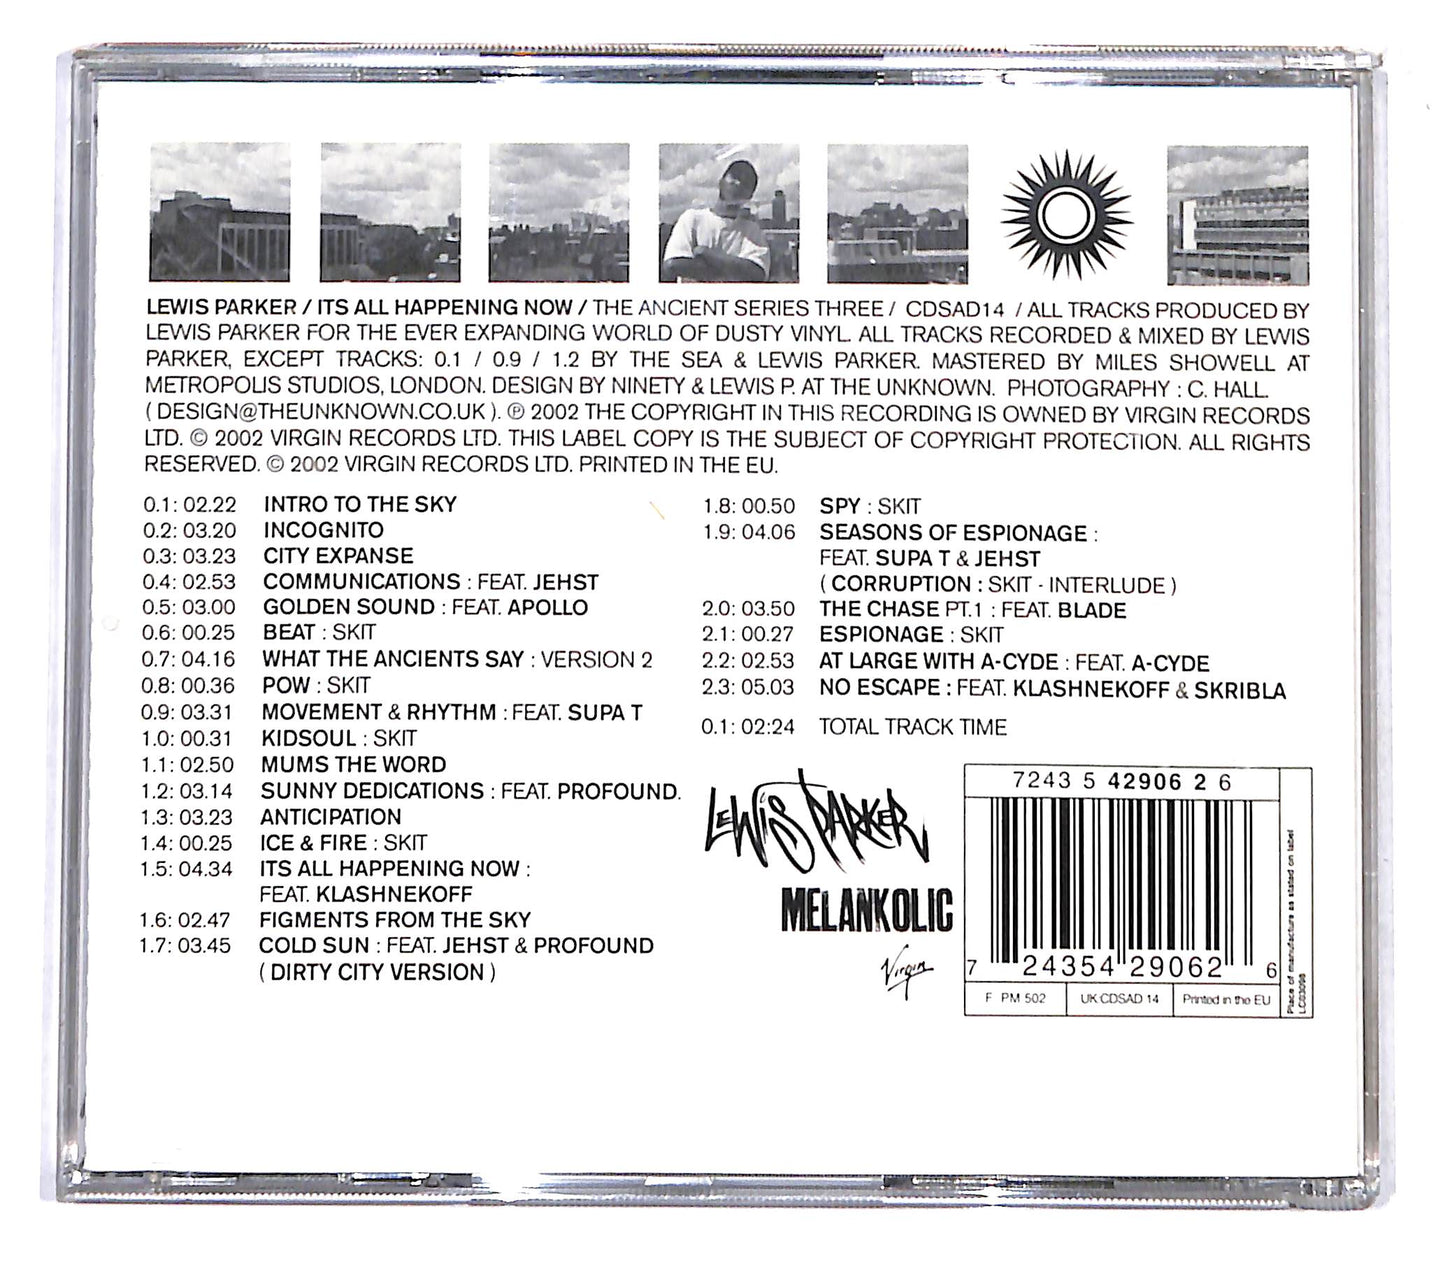 LEWIS PARKER / ITS ALL HAPPENING NOW / THE ANCIENT SERIES THREE / CDSAD14 / ALL TRACKS PRODUCED BY
LEWIS PARKER FOR THE EVER EXPANDING WORLD OF DUSTY VINYL. ALL TRACKS RECORDED & MIXED BY LEWIS
PARKER, EXCEPT TRACKS: 0.1 / 0.9 / 1.2 BY THE SEA & LEWIS PARKER. MASTERED BY MILES SHOWELL AT
METROPOLIS STUDIOS, LONDON. DESIGN BY NINETY & LEWIS P. AT THE UNKNOWN. PHOTOGRAPHY : C. HALL.
( DESIGN@THEUNKNOWN.CO.UK ). ℗ 2002 THE COPYRIGHT IN THIS RECORDING IS OWNED BY VIRGIN RECORDS
LTD. © 2002 VIRGIN RECORDS LTD. THIS LABEL COPY IS THE SUBJECT OF COPYRIGHT PROTECTION. ALL RIGHTS
RESERVED. © 2002 VIRGIN RECORDS LTD. PRINTED IN THE EU.
0.1: 02.22 INTRO TO THE SKY
0.2: 03.20 INCOGNITO
0.3: 03.23 CITY EXPANSE
0.4: 02.53 COMMUNICATIONS : FEAT. JEHST
0.5: 03.00 GOLDEN SOUND : FEAT. APOLLO
0.6: 00.25 BEAT : SKIT
0.7: 04.16 WHAT THE ANCIENTS SAY : VERSION 2
0.8: 00.36 POW : SKIT
0.9: 03.31 MOVEMENT & RHYTHM : FEAT. SUPA T
1.0: 00.31 KIDSOUL : SKIT
1.1: 02.50 MUMS THE WORD
1.2: 03.14 SUNNY DEDICATIONS : FEAT. PROFOUND.
1.3: 03.23 ANTICIPATION
1.4: 00.25 ICE & FIRE : SKIT
1.5: 04.34 ITS ALL HAPPENING NOW :
FEAT. KLASHNEKOFF
1.6: 02.47 FIGMENTS FROM THE SKY
1.7: 03.45 COLD SUN : FEAT. JEHST & PROFOUND
( DIRTY CITY VERSION )
1.8: 00.50 SPY : SKIT
1.9: 04.06 SEASONS OF ESPIONAGE :
FEAT. SUPA T & JEHST
( CORRUPTION : SKIT - INTERLUDE )
2.0: 03.50 THE CHASE PT.1 : FEAT. BLADE
2.1: 00.27 ESPIONAGE : SKIT
2.2: 02.53 AT LARGE WITH A-CYDE : FEAT. A-CYDE
2.3: 05.03 NO ESCAPE : FEAT. KLASHNEKOFF & SKRIBLA
0.1: 02:24 TOTAL TRACK TIME
LEWIS PARKER
MELANKOLIC
Virgin
7243 5 42906 2 6
7 24354 29062 6
F PM 502
UK:CDSAD 14
Printed in the EU
Place of manufacture as stated on label
LC03098